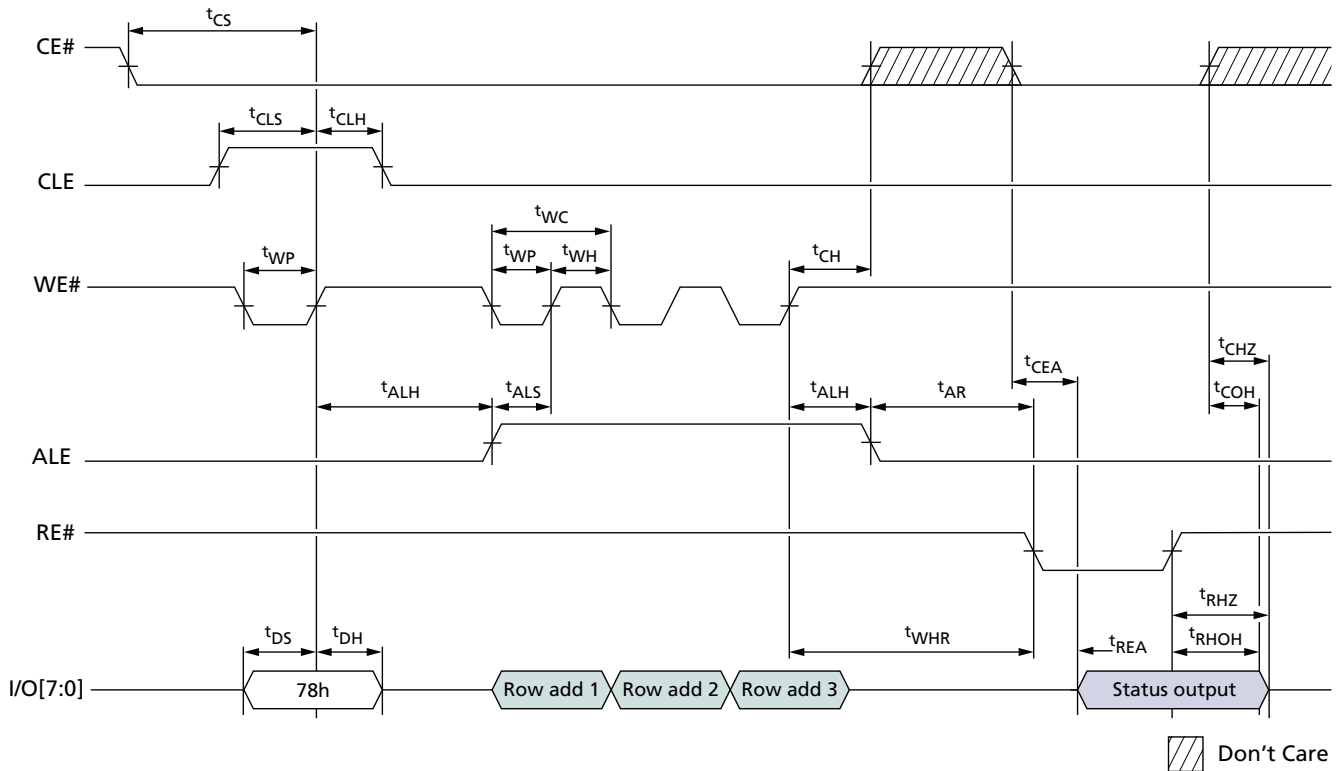 tCS
CE#
tCLS
tCLH
CLE
tWC
tWP
tWP
tWH
tCH
WE#
tCHZ
tCEA
tALH
tALS
tALH
tAR
tCOH
ALE
RE#
tRHZ
tDS
tDH
tWHR
tREA
tRHOH
I/O[7:0]
78h
Row add 1
Row add 2
Row add 3
Status output
Don't Care